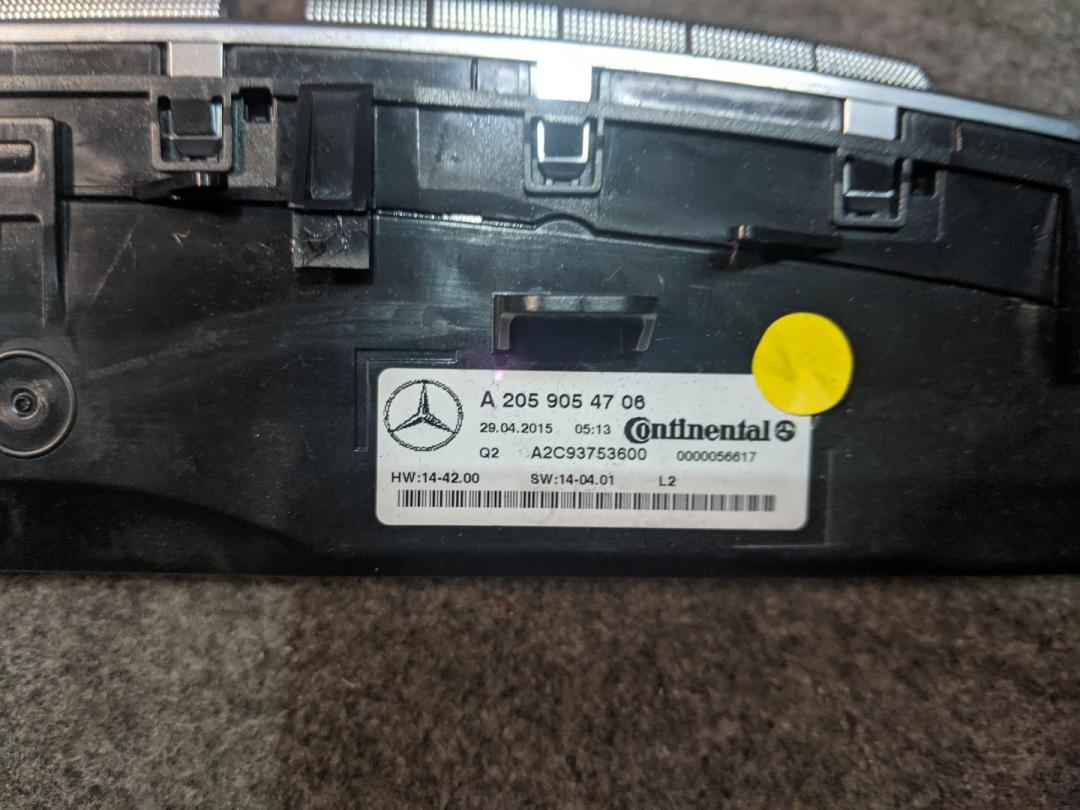 A 205 905 47 06
29.04.2015 05:13 Continental
Q2 A2C93753600 0000056617
HW:14-42.00 SW:14-04.01 L2